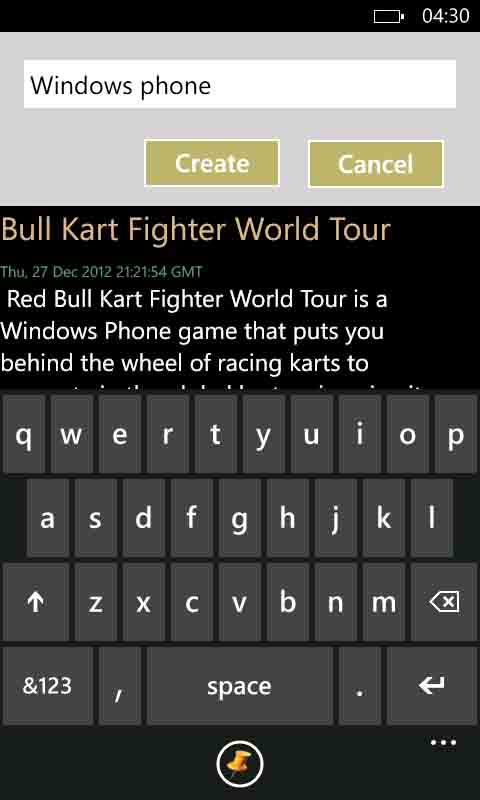 04:30
Windows phone
Create Cancel
Bull Kart Fighter World Tour
Thu, 27 Dec 2012 21:21:54 GMT
Red Bull Kart Fighter World Tour is a
Windows Phone game that puts you
behind the wheel of racing karts to
q w e r t y u i o p
a s d f g h j k l
z x c v b n m
&123 , space .